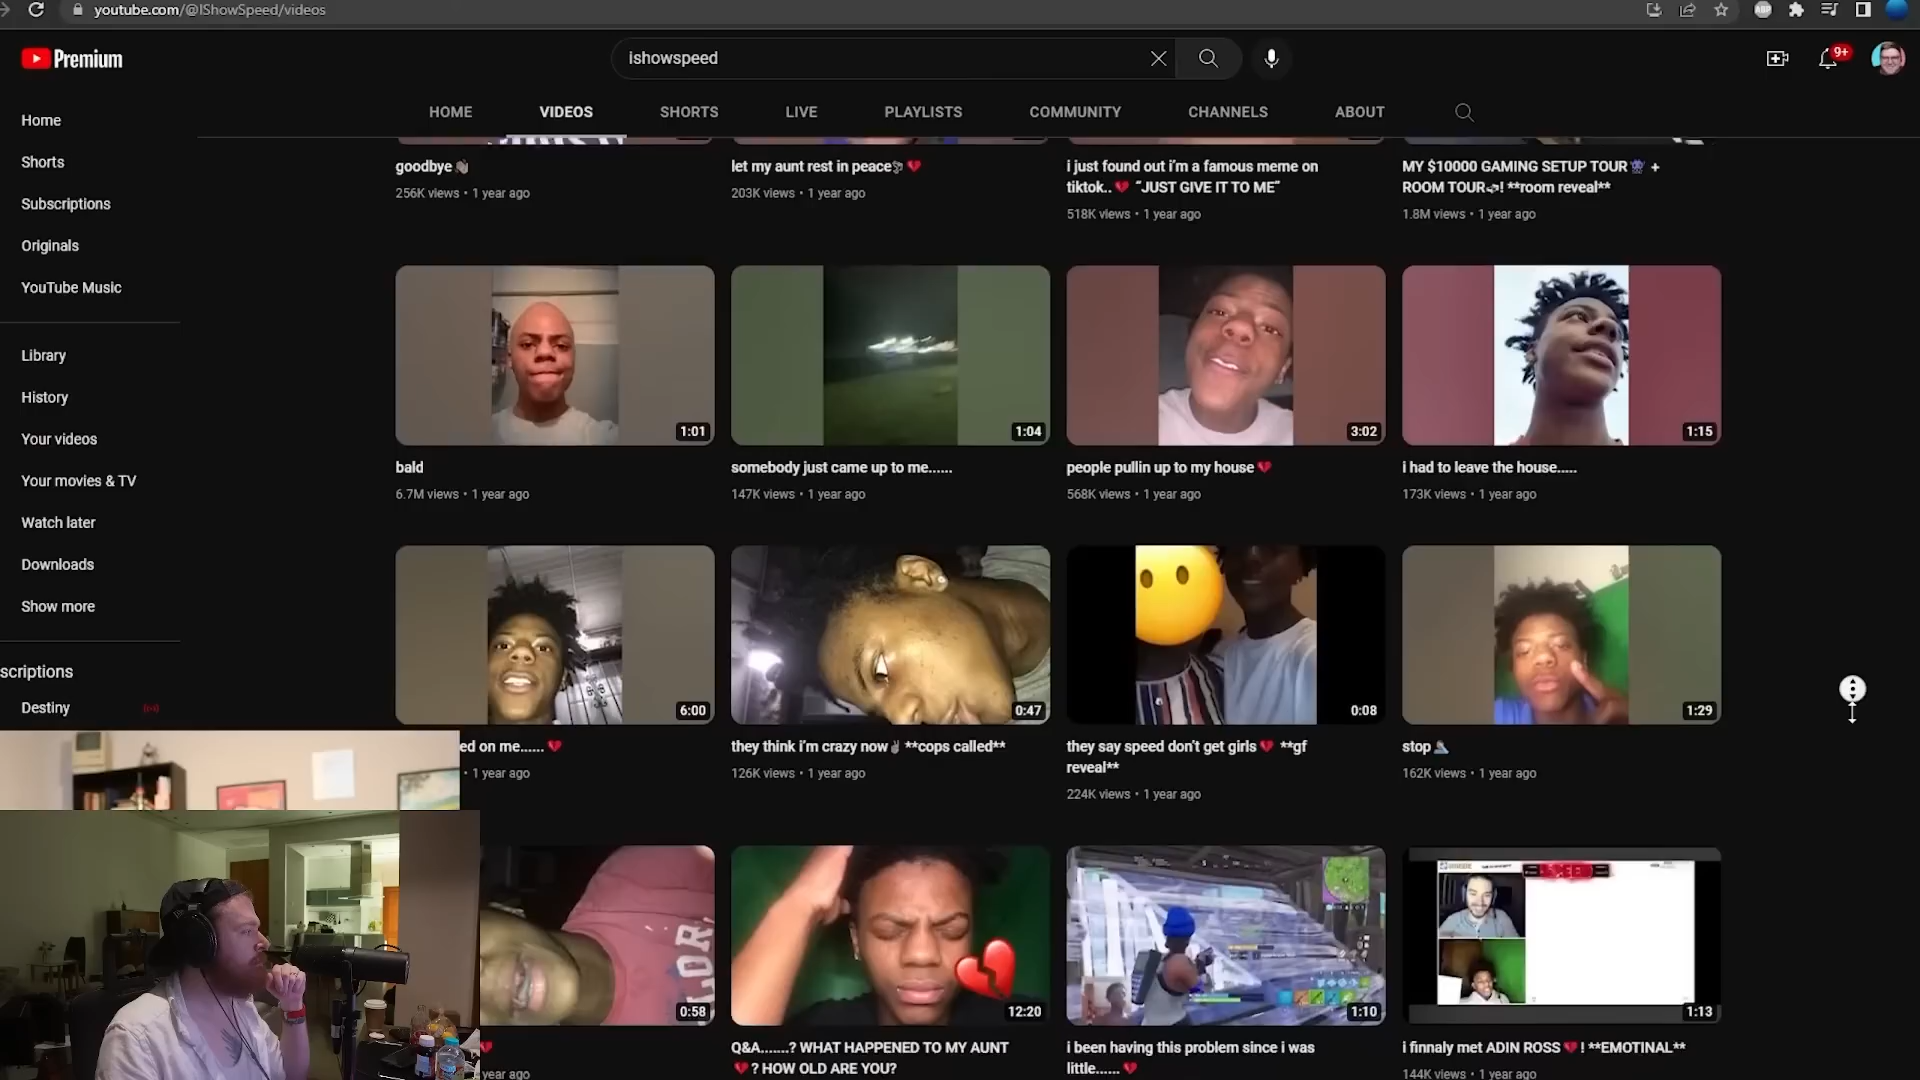 youtube.com/@IShowSpeed/videos
ABP
Premium
ishowspeed
9+
HOME VIDEOS SHORTS LIVE PLAYLISTS COMMUNITY CHANNELS ABOUT
Home
Shorts
Subscriptions
Originals
YouTube Music
Library
History
Your videos
Your movies & TV
Watch later
Downloads
Show more
scriptions
Destiny
goodbye
256K views • 1 year ago
let my aunt rest in peace
203K views • 1 year ago
i just found out i'm a famous meme on
tiktok.. "JUST GIVE IT TO ME"
518K views • 1 year ago
MY $10000 GAMING SETUP TOUR +
ROOM TOUR! **room reveal**
1.8M views • 1 year ago
1:01
bald
6.7M views • 1 year ago
1:04
somebody just came up to me......
147K views • 1 year ago
3:02
people pullin up to my house
568K views • 1 year ago
1:15
i had to leave the house.....
173K views • 1 year ago
6:00
ed on me......
• 1 year ago
0:47
they think i'm crazy now **cops called**
126K views • 1 year ago
0:08
they say speed don't get girls **gf
reveal**
224K views • 1 year ago
1:29
stop
162K views • 1 year ago
0:58
year ago
12:20
Q&A.......? WHAT HAPPENED TO MY AUNT
? HOW OLD ARE YOU?
1:10
i been having this problem since i was
little......
1:13
i finnaly met ADIN ROSS ! **EMOTINAL**
144K views • 1 year ago